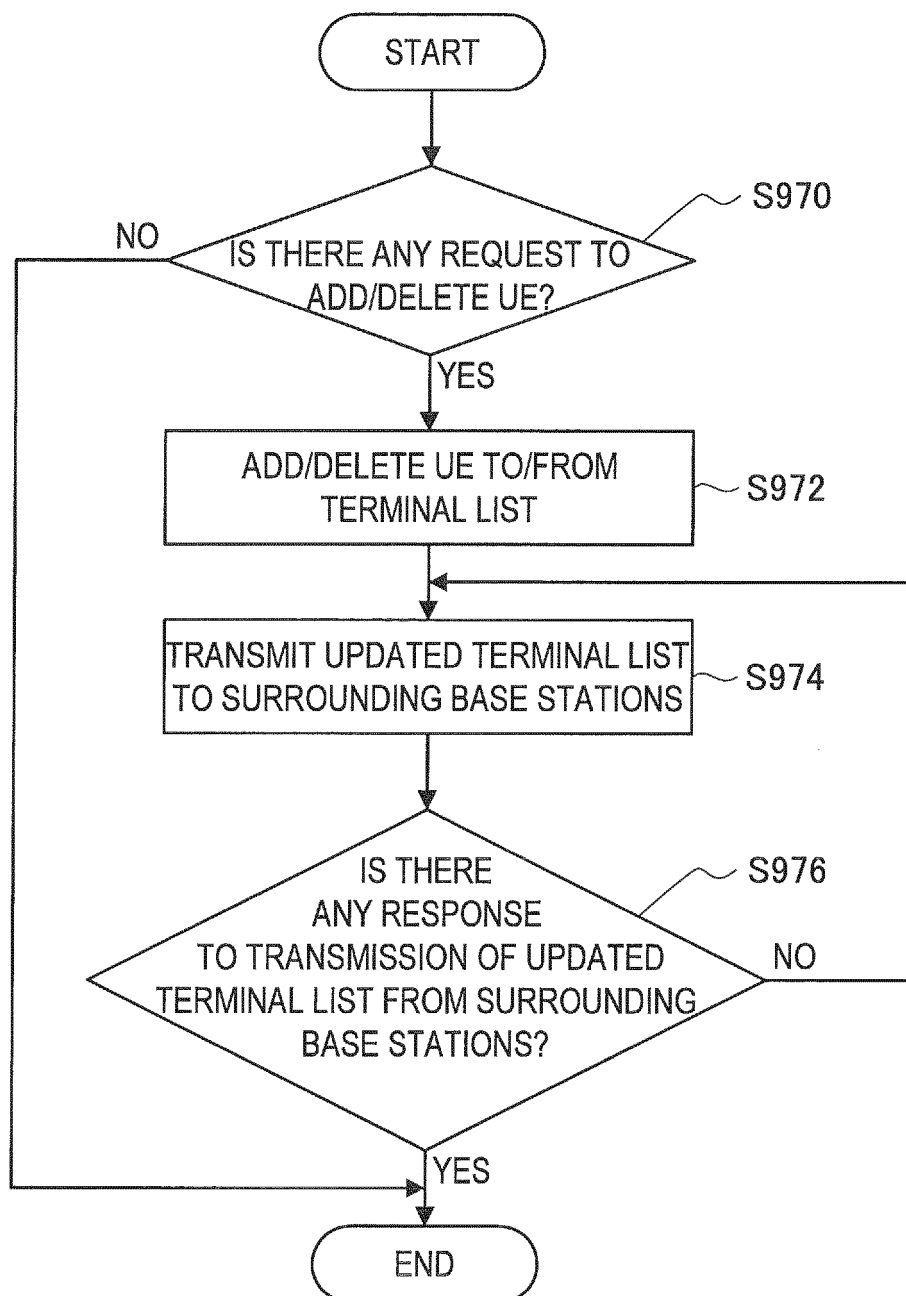 START
S970
NO
IS THERE ANY REQUEST TO
ADD/DELETE UE?
YES
ADD/DELETE UE TO/FROM
TERMINAL LIST
S972
TRANSMIT UPDATED TERMINAL LIST
TO SURROUNDING BASE STATIONS
S974
IS THERE
ANY RESPONSE
TO TRANSMISSION OF UPDATED
TERMINAL LIST FROM SURROUNDING
BASE STATIONS?
S976
NO
YES
END